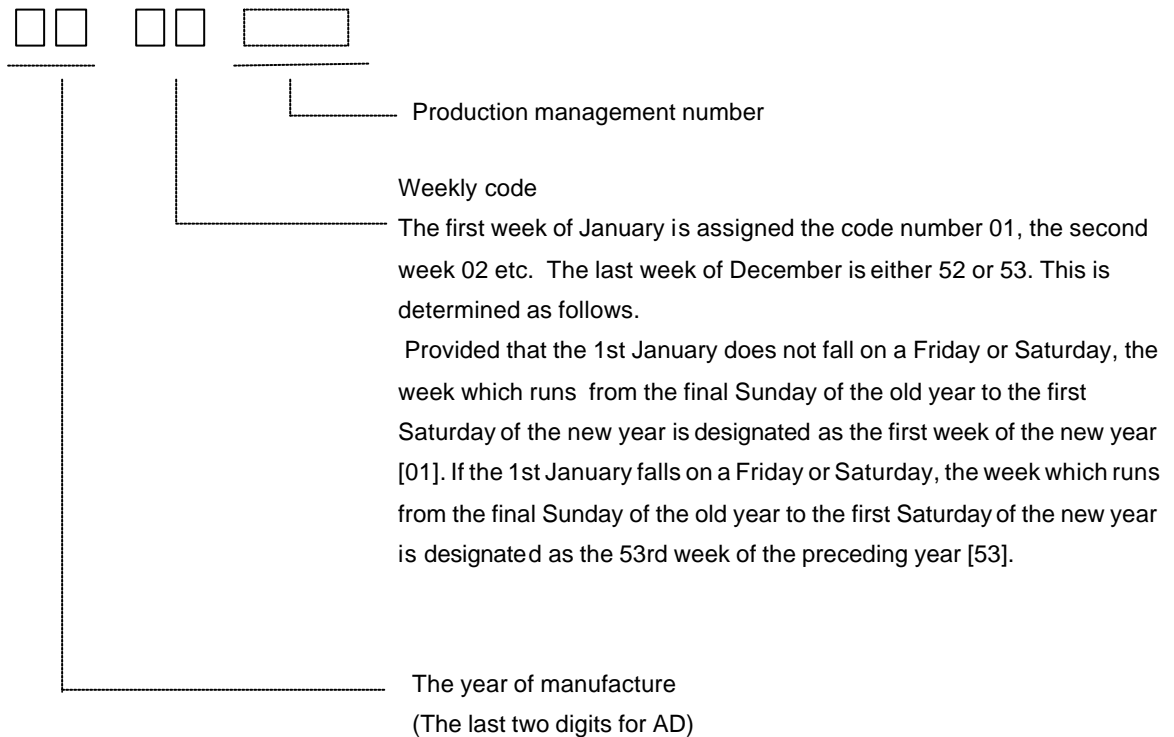 Production management number
Weekly code
The first week of January is assigned the code number 01, the second
week 02 etc. The last week of December is either 52 or 53. This is
determined as follows.
Provided that the 1st January does not fall on a Friday or Saturday, the
week which runs from the final Sunday of the old year to the first
Saturday of the new year is designated as the first week of the new year
[01]. If the 1st January falls on a Friday or Saturday, the week which runs
from the final Sunday of the old year to the first Saturday of the new year
is designated as the 53rd week of the preceding year [53].
The year of manufacture
(The last two digits for AD)